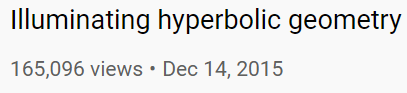 Illuminating hyperbolic geometry
165,096 views • Dec 14, 2015